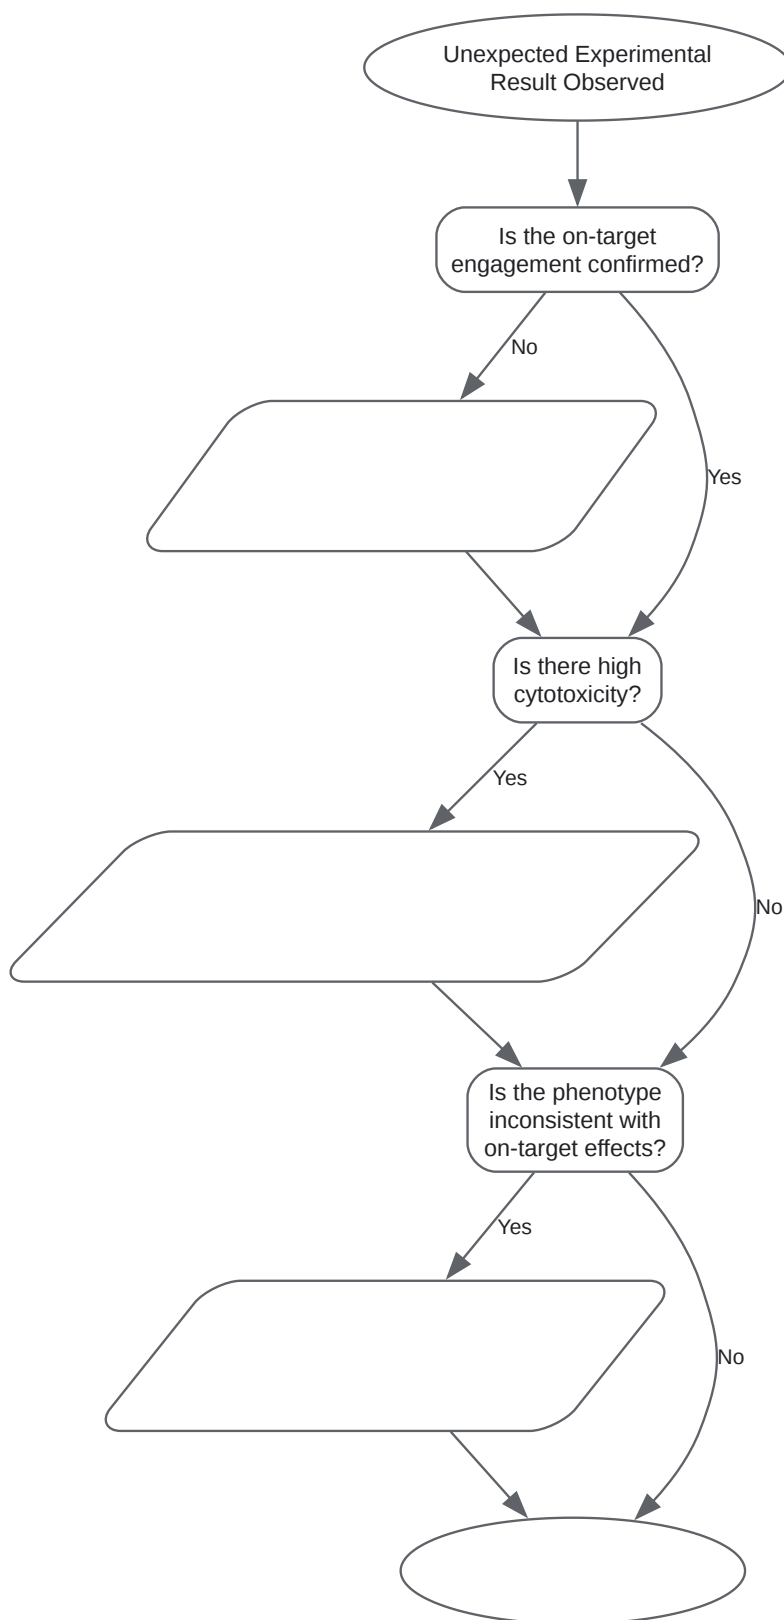 Unexpected Experimental
Result Observed
Is the on-target
engagement confirmed?
No
Yes
Is there high
cytotoxicity?
Yes
No
Is the phenotype
inconsistent with
on-target effects?
Yes
No